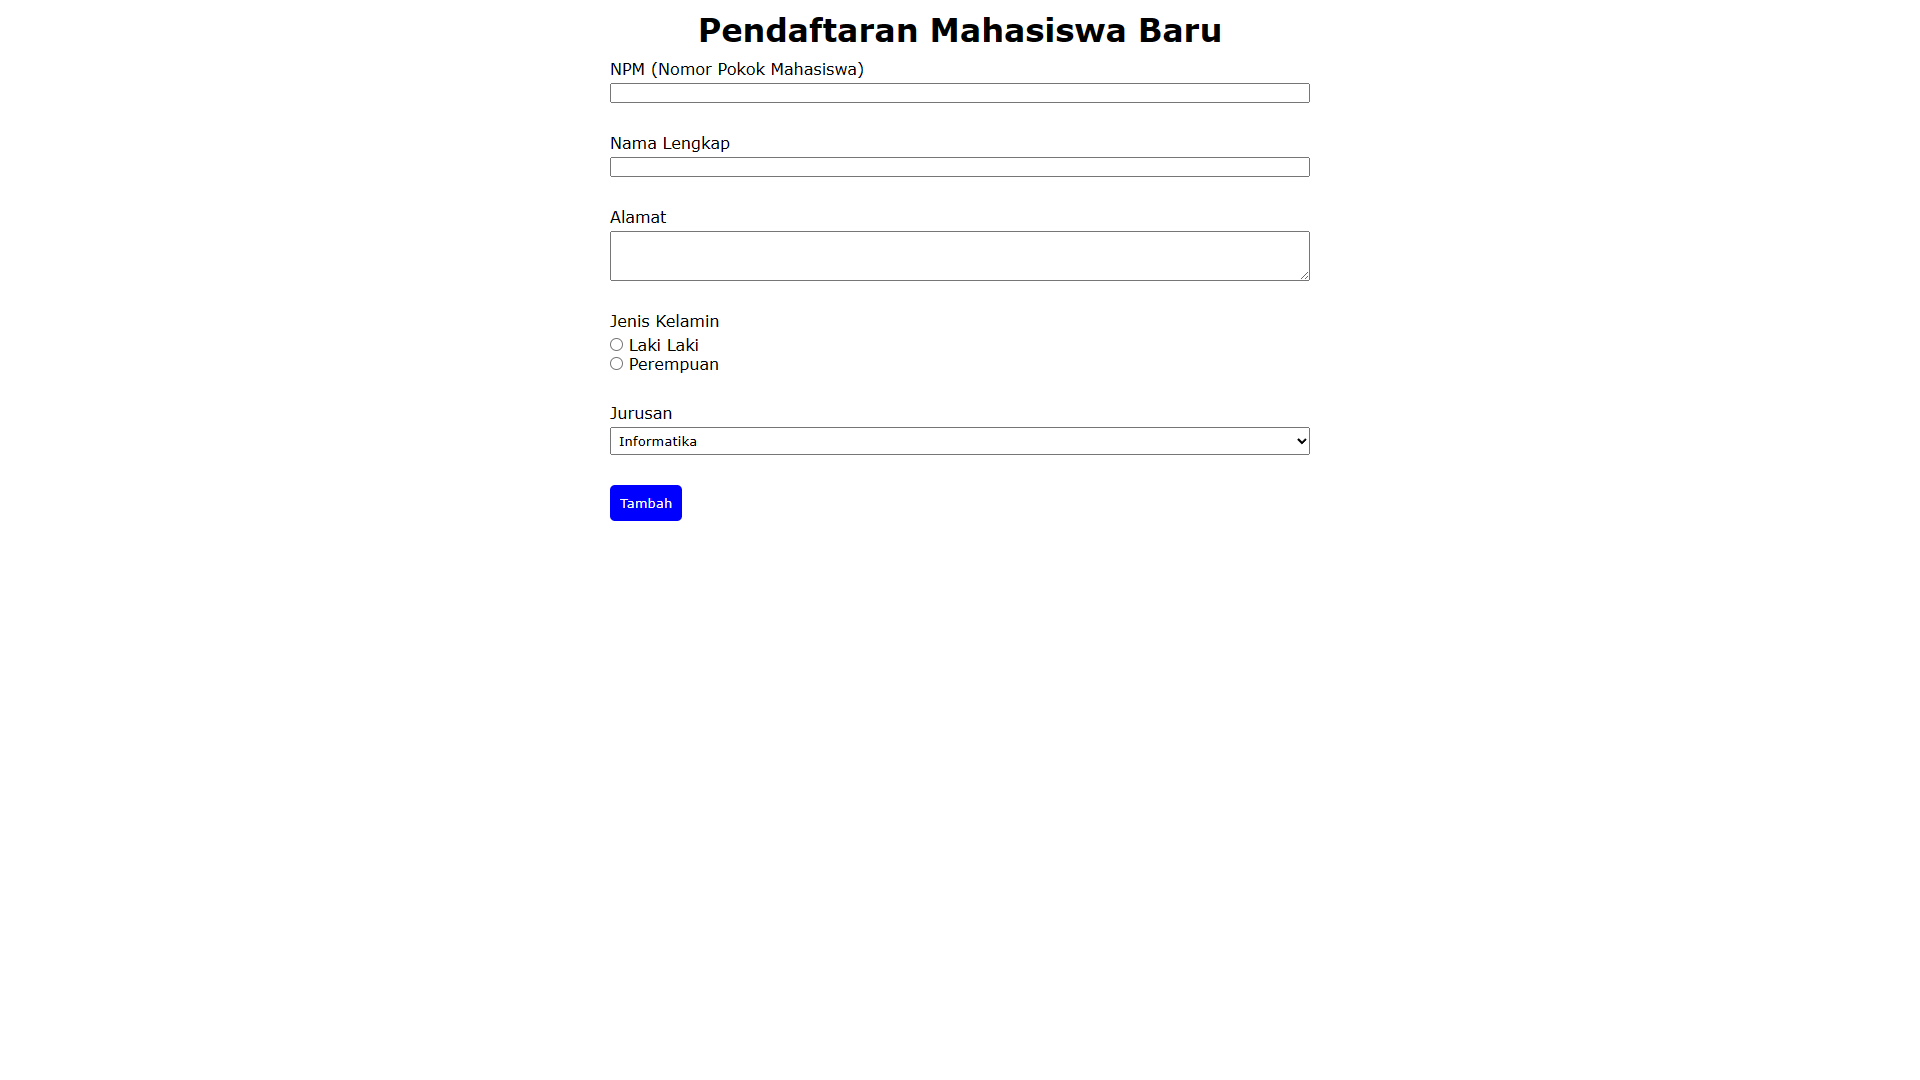 Pendaftaran Mahasiswa Baru
NPM (Nomor Pokok Mahasiswa)
Nama Lengkap
Alamat
Jenis Kelamin
Laki Laki
Perempuan
Jurusan
Informatika
Tambah